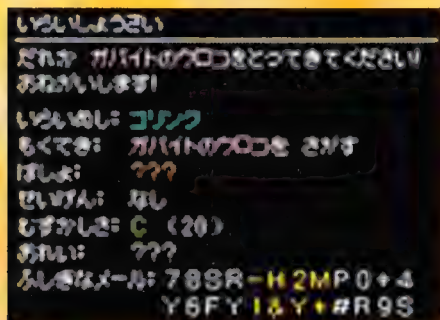 いらいしょうさい
だれか ガバイトのウロコをとってきてください!
おねがいします!
いらいぬし: コリンク
もくてき: ガバイトのウロコを さがす
ばしょ: ???
せいげん: なし
むずかしさ: C (20)
おれい: ???
ふしぎなメール: 788R-H 2MP0+4
Y6FY1&Y+#R9S